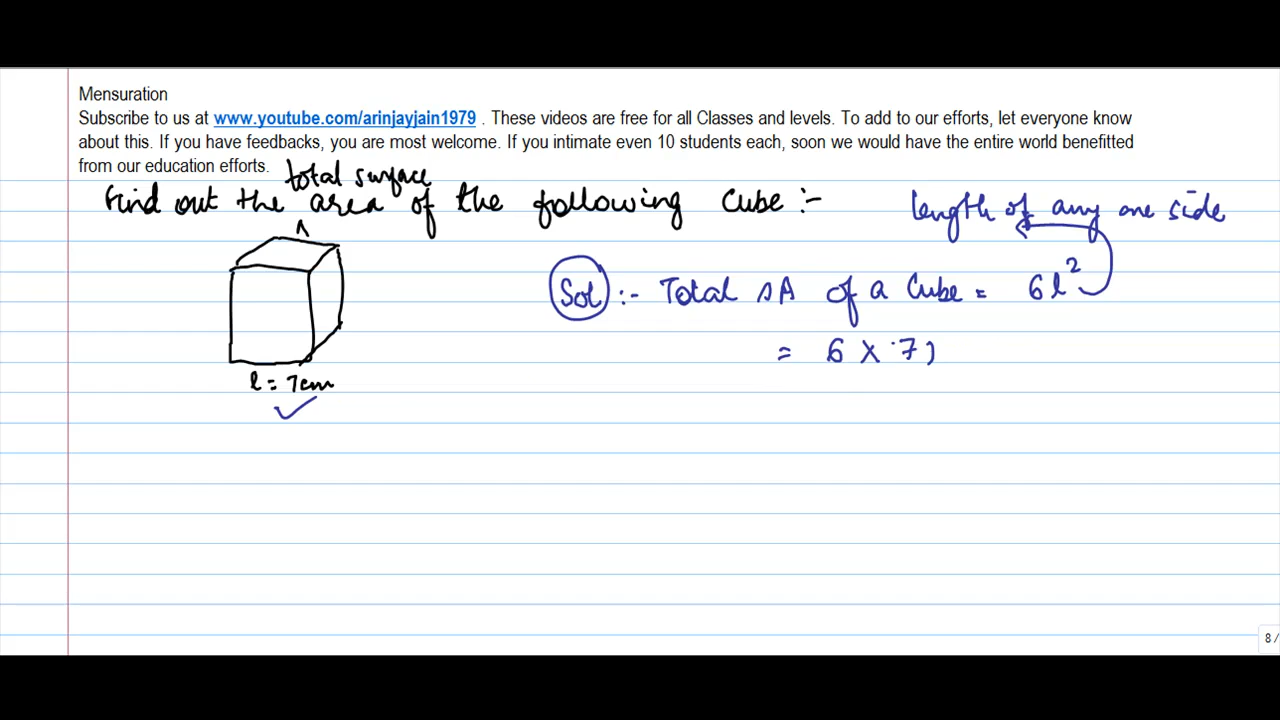 Mensuration
Subscribe to us at www.youtube.com/arinjayjain1979 . These videos are free for all Classes and levels. To add to our efforts, let everyone know
about this. If you have feedbacks, you are most welcome. If you intimate even 10 students each, soon we would have the entire world benefitted
from our education efforts.
total surface
Find out the area of the following Cube :-
length of any one side
Sol :- Total SA of a Cube = 6l²
= 6 × 7
l = 7cm
8 /